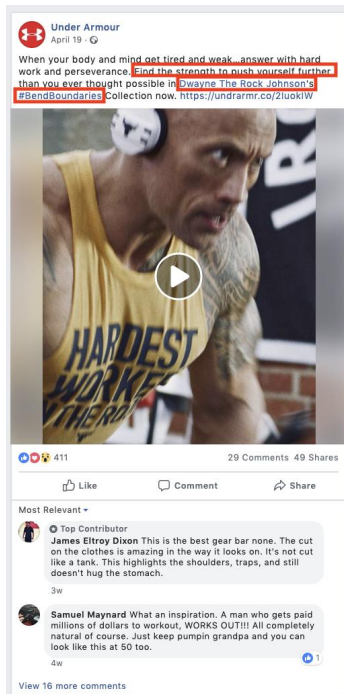 Under Armour
April 19 ·
When your body and mind get tired and weak...answer with hard
work and perseverance. Find the strength to push yourself further
than you ever thought possible in Dwayne The Rock Johnson's
#BendBoundaries Collection now. https://undrarmr.co/2IuokIW
HARDEST
WORKE
IN THE ROO
411
29 Comments 49 Shares
Like
Comment
Share
Most Relevant
Top Contributor
James Eltroy Dixon This is the best gear bar none. The cut
on the clothes is amazing in the way it looks on. It's not cut
like a tank. This highlights the shoulders, traps, and still
doesn't hug the stomach.
3w
Samuel Maynard What an inspiration. A man who gets paid
millions of dollars to workout, WORKS OUT!!! All completely
natural of course. Just keep pumpin grandpa and you can
look like this at 50 too.
1
4w
View 16 more comments